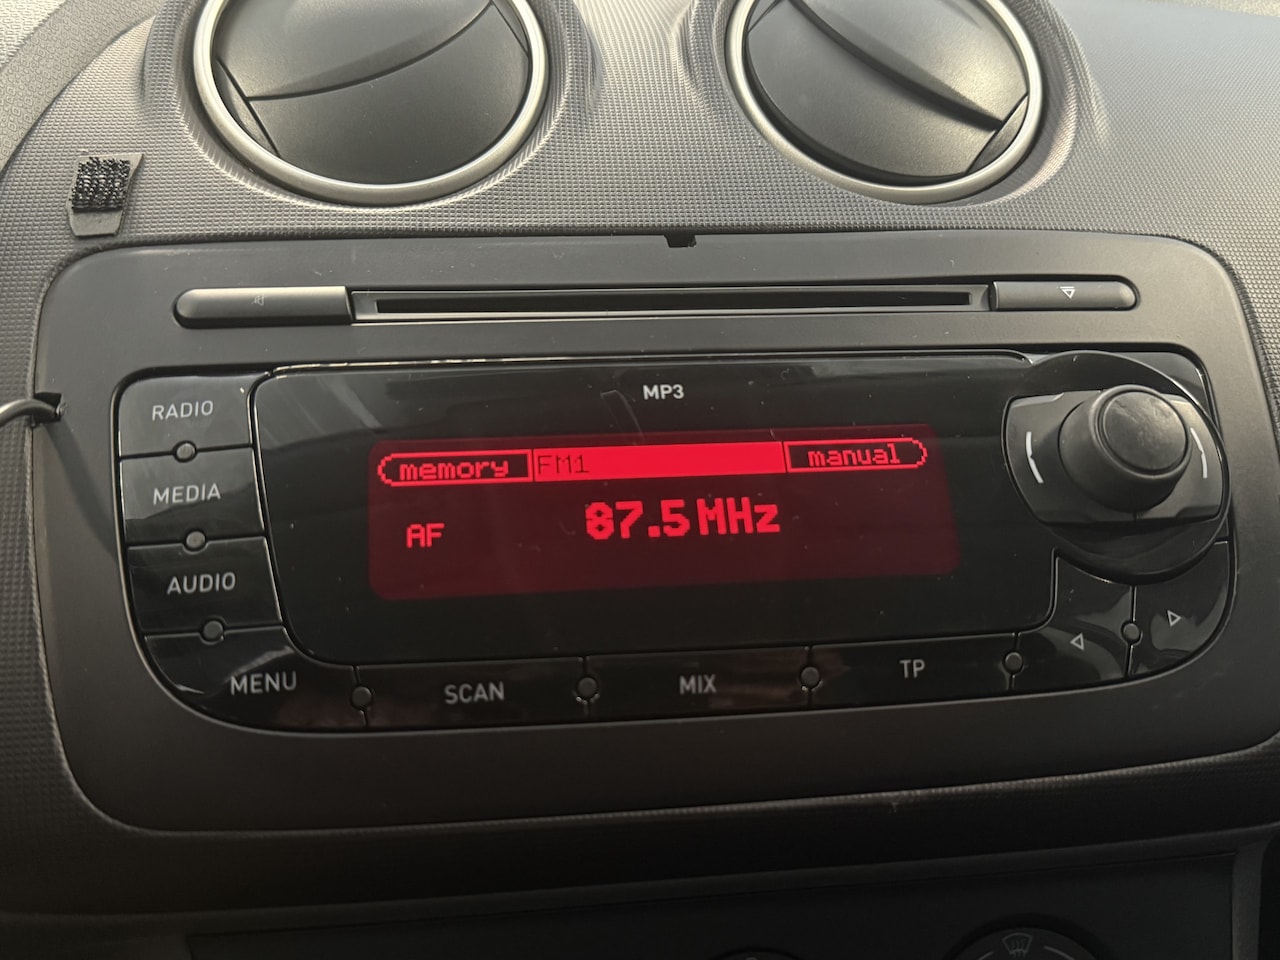 MP3
RADIO
memory FM1 manual
MEDIA
AF 87.5 MHz
AUDIO
MENU SCAN MIX TP